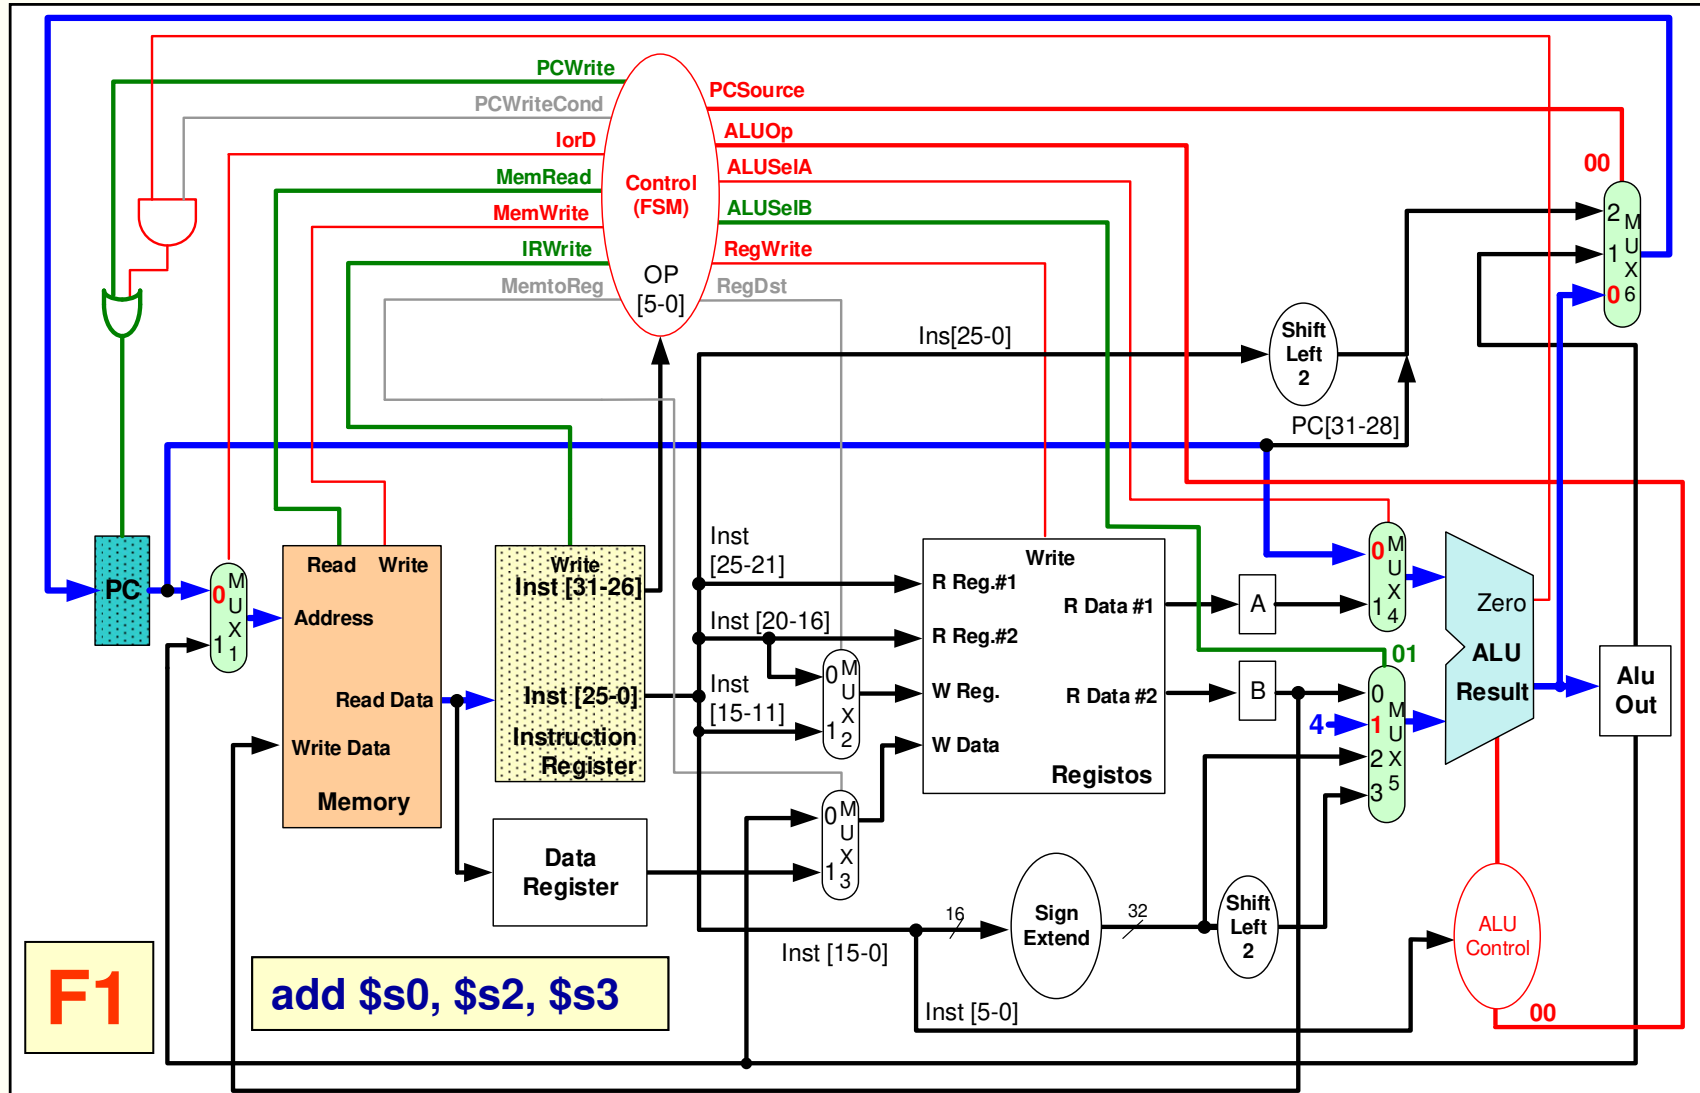 PCWrite
PCWriteCond
IorD
MemRead
MemWrite
IRWrite
MemtoReg
Control
(FSM)
OP
[5-0]
PCSource
ALUOp
ALUSelA
ALUSelB
RegWrite
RegDst
00
2
1
0
M
U
X
6
Ins[25-0]
Shift
Left
2
PC[31-28]
PC
0
1
M
U
X
1
Read Write
Address
Read Data
Write Data
Memory
Write
Inst [31-26]
Inst [25-0]
Instruction
Register
Data
Register
Inst
[25-21]
Inst [20-16]
Inst
[15-11]
0
1
M
U
X
2
0
1
M
U
X
3
Write
R Reg.#1
R Reg.#2
W Reg.
W Data
R Data #1
R Data #2
Registos
A
B
0
1
M
U
X
4
01
4
0
1
2
3
M
U
X
5
Zero
ALU
Result
Alu
Out
16
Sign
Extend
32
Shift
Left
2
ALU
Control
00
Inst [15-0]
Inst [5-0]
F1
add $s0, $s2, $s3